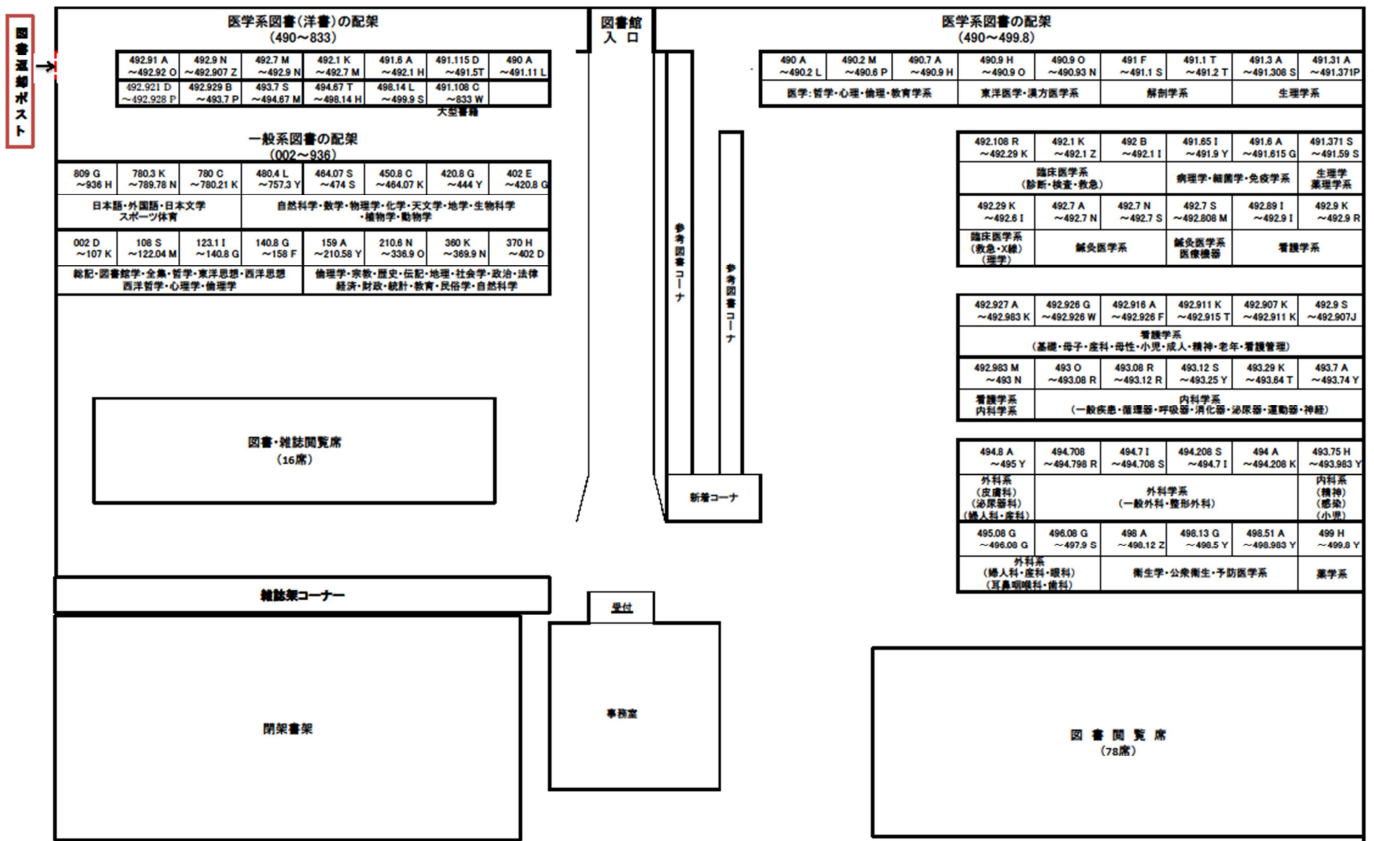 図書返却ポスト
→
医学系図書(洋書)の配架
(490～833)
492.91 A 492.9 N 492.7 M 492.1 K 491.6 A 491.115 D 490 A
～492.92 O ～492.907 Z ～492.9 N ～492.7 M ～492.1 H ～491.5T ～491.11 L
492.921 D 492.929 B 493.7 S 494.67 T 498.14 L 491.108 C
～492.928 P ～493.7 P ～494.67 M ～498.14 H ～499.9 S ～833 W
大型書籍
一般系図書の配架
(002～936)
809 G 780.3 K 780 C 480.4 L 464.07 S 450.8 C 420.8 G 402 E
～936 H ～789.78 N ～780.21 K ～757.3 Y ～474 S ～464.07 K ～444 Y ～420.8 G
日本語・外国語・日本文学 自然科学・数学・物理学・化学・天文学・地学・生物科学
スポーツ体育 ・植物学・動物学
002 D 108 S 123.1 I 140.8 G 159 A 210.6 N 360 K 370 H
～107 K ～122.04 M ～140.8 G ～158 F ～210.58 Y ～336.9 O ～369.9 N ～402 D
総記・図書館学・全集・哲学・東洋思想・西洋思想 倫理学・宗教・歴史・伝記・地理・社会学・政治・法律
西洋哲学・心理学・倫理学 経済・財政・統計・教育・民俗学・自然科学
図書・雑誌閲覧席
(16席)
雑誌架コーナー
閉架書架
図書館
入口
参考図書コーナ
参考図書コーナ
新着コーナ
受付
事務室
医学系図書の配架
(490～499.8)
490 A 490.2 M 490.7 A 490.9 H 490.9 O 491 F 491.1 T 491.3 A 491.31 A
～490.2 L ～490.6 P ～490.9 H ～490.9 O ～490.93 N ～491.1 S ～491.2 T ～491.308 S ～491.371P
医学:哲学・心理・倫理・教育学系 東洋医学・漢方医学系 解剖学系 生理学系
492.108 R 492.1 K 492 B 491.65 I 491.6 A 491.371 S
～492.29 K ～492.1 Z ～492.1 I ～491.9 Y ～491.615 G ～491.59 S
臨床医学系 病理学・細菌学・免疫学系 生理学
(診断・検査・救急) 薬理学系
492.29 K 492.7 A 492.7 N 492.7 S 492.89 I 492.9 K
～492.6 I ～492.7 N ～492.7 S ～492.808 M ～492.9 I ～492.9 R
臨床医学系 鍼灸医学系 鍼灸医学系 看護学系
(救急・X線) 医療機器
(理学)
492.927 A 492.926 G 492.916 A 492.911 K 492.907 K 492.9 S
～492.983 K ～492.926 W ～492.926 F ～492.915 T ～492.911 K ～492.907J
看護学系
(基礎・母子・産科・母性・小児・成人・精神・老年・看護管理)
492.983 M 493 O 493.08 R 493.12 S 493.29 K 493.7 A
～493 N ～493.08 R ～493.12 R ～493.25 Y ～493.64 T ～493.74 Y
看護学系 内科学系
内科学系 (一般疾患・循環器・呼吸器・消化器・泌尿器・運動器・神経)
494.8 A 494.708 494.7 I 494.208 S 494 A 493.75 H
～495 Y ～494.798 R ～494.708 S ～494.7 I ～494.208 K ～493.983 Y
外科系 外科学系 内科系
(皮膚科) (一般外科・整形外科) (精神)
(泌尿器科) (感染)
(婦人科・産科) (小児)
495.08 G 496.08 G 498 A 498.13 G 498.51 A 499 H
～496.08 G ～497.9 S ～498.12 Z ～498.5 Y ～498.983 Y ～499.8 Y
外科系 衛生学・公衆衛生・予防医学系 薬学系
(婦人科・産科・眼科)
(耳鼻咽喉科・歯科)
図書閲覧席
(78席)